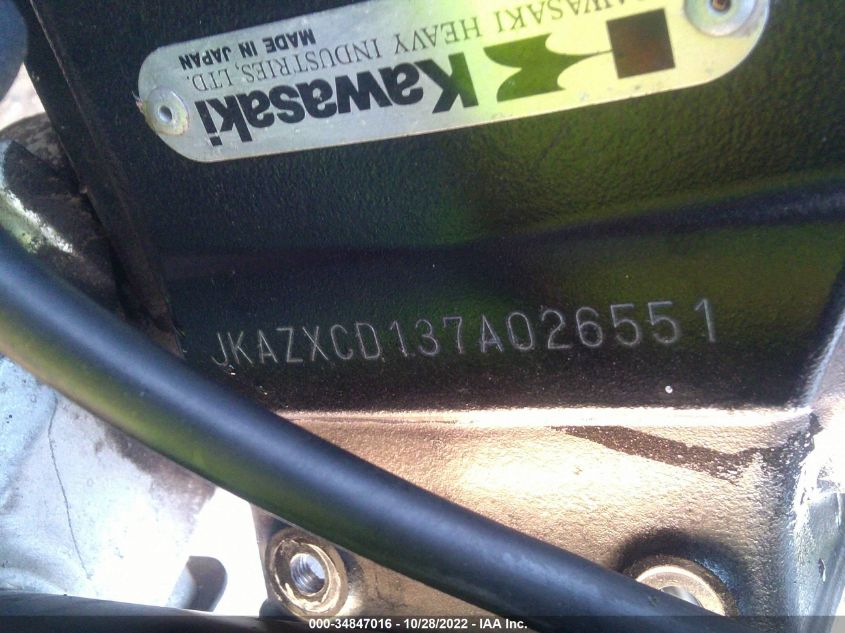 KAWASAKI HEAVY INDUSTRIES, LTD.
MADE IN JAPAN
Kawasaki
JKAZXCD137A026551
000-34847016 - 10/28/2022 - IAA Inc.